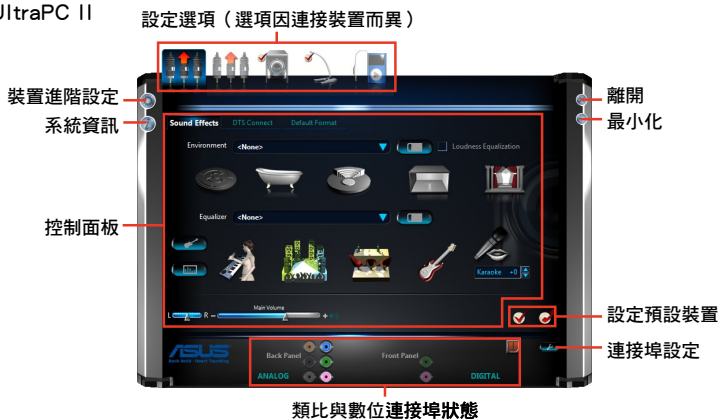 UltraPC II
設定選項（選項因連接裝置而異）
裝置進階設定
系統資訊
離開
最小化
Sound Effects DTS Connect Default Format
Environment <None> Loudness Equalization
控制面板
Equalizer <None>
Karaoke +0
Main Volume
L R - +
設定預設裝置
連接埠設定
ASUS
Back Panel Front Panel
ANALOG DIGITAL
類比與數位連接埠狀態